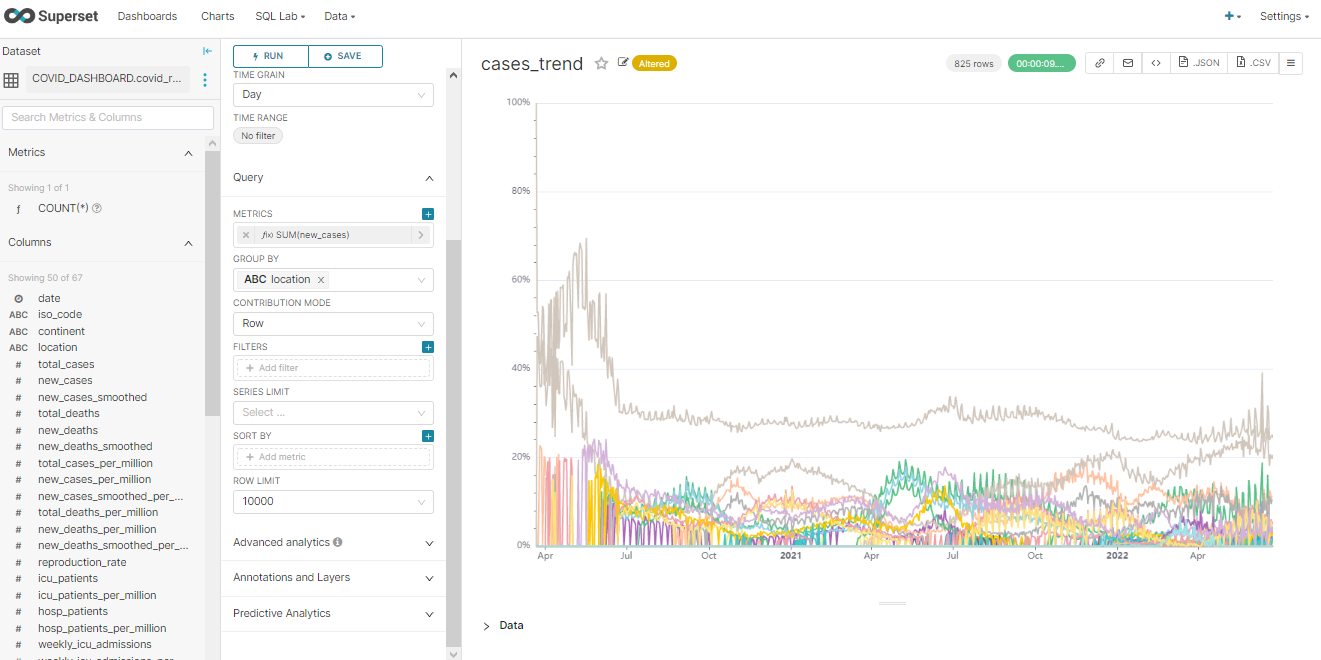 Superset Dashboards Charts SQL Lab Data + Settings
Dataset
COVID_DASHBOARD.covid_r...
Search Metrics & Columns
Metrics
Showing 1 of 1
ƒ COUNT(*)
Columns
Showing 50 of 67
date
ABC iso_code
ABC continent
ABC location
# total_cases
# new_cases
# new_cases_smoothed
# total_deaths
# new_deaths
# new_deaths_smoothed
# total_cases_per_million
# new_cases_per_million
# new_cases_smoothed_per_...
# total_deaths_per_million
# new_deaths_per_million
# new_deaths_smoothed_per_...
# reproduction_rate
# icu_patients
# icu_patients_per_million
# hosp_patients
# hosp_patients_per_million
# weekly_icu_admissions
RUN SAVE
TIME GRAIN
Day
TIME RANGE
No filter
Query
METRICS
× ƒ(x) SUM(new_cases)
GROUP BY
ABC location x
CONTRIBUTION MODE
Row
FILTERS
+ Add filter
SERIES LIMIT
Select ...
SORT BY
+ Add metric
ROW LIMIT
10000
Advanced analytics
Annotations and Layers
Predictive Analytics
cases_trend Altered
825 rows 00:00:09.... .JSON .CSV
100%
80%
60%
40%
20%
0%
Apr Jul Oct 2021 Apr Jul Oct 2022 Apr
Data